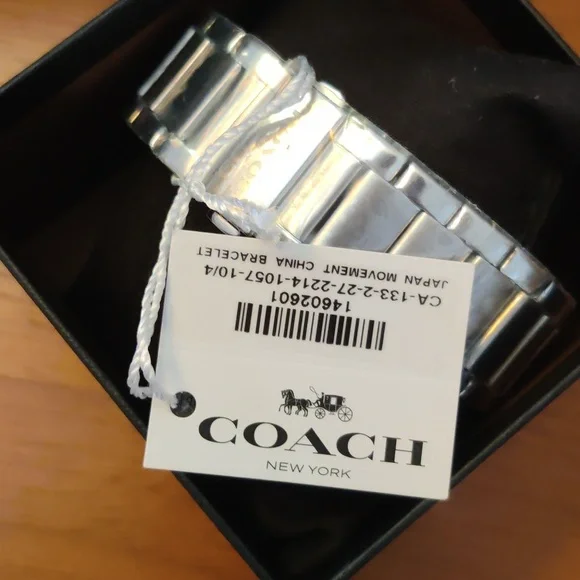 JAPAN MOVEMENT CHINA BRACELET
CA-133-2-27-2214-1057-10/4
14602601
COACH
NEW YORK